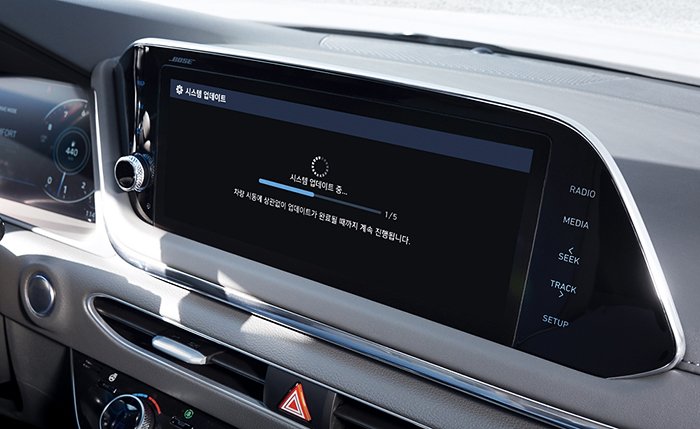 BOSE
시스템 업데이트
시스템 업데이트 중...
1/5
차량 시동에 상관없이 업데이트가 완료될 때까지 계속 진행됩니다.
COMFORT
440
RADIO
MEDIA
SEEK
TRACK
SETUP